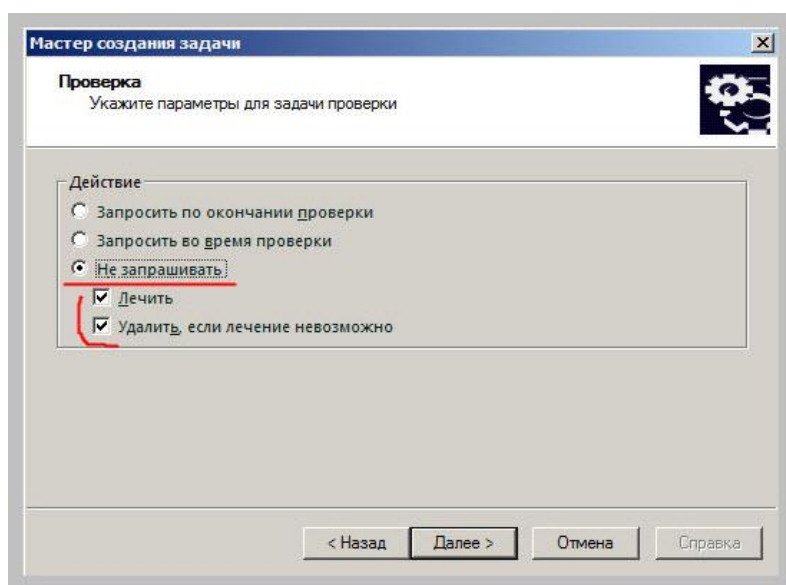 Мастер создания задачи
Проверка
Укажите параметры для задачи проверки
Действие
Запросить по окончании проверки
Запросить во время проверки
Не запрашивать
Лечить
Удалить, если лечение невозможно
< Назад
Далее >
Отмена
Справка